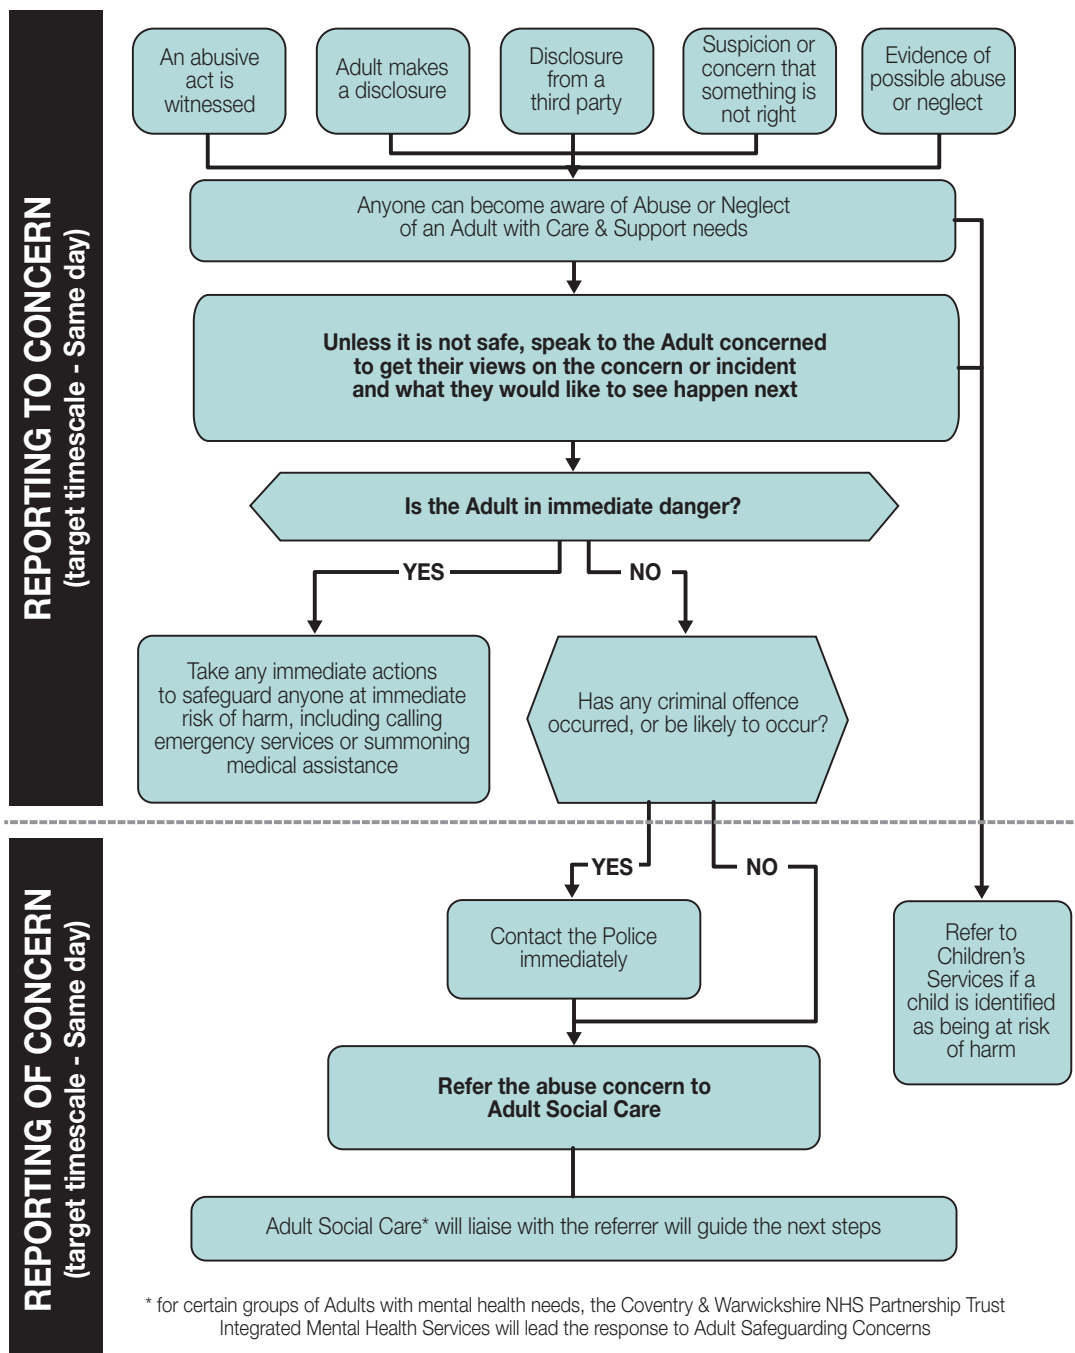 REPORTING TO CONCERN
(target timescale - Same day)
An abusive
act is
witnessed
Adult makes
a disclosure
Disclosure
from a
third party
Suspicion or
concern that
something is
not right
Evidence of
possible abuse
or neglect
Anyone can become aware of Abuse or Neglect
of an Adult with Care & Support needs
Unless it is not safe, speak to the Adult concerned
to get their views on the concern or incident
and what they would like to see happen next
Is the Adult in immediate danger?
YES
NO
Take any immediate actions
to safeguard anyone at immediate
risk of harm, including calling
emergency services or summoning
medical assistance
Has any criminal offence
occurred, or be likely to occur?
REPORTING OF CONCERN
(target timescale - Same day)
YES
NO
Contact the Police
immediately
Refer to
Children’s
Services if a
child is identified
as being at risk
of harm
Refer the abuse concern to
Adult Social Care
Adult Social Care* will liaise with the referrer will guide the next steps
* for certain groups of Adults with mental health needs, the Coventry & Warwickshire NHS Partnership Trust
Integrated Mental Health Services will lead the response to Adult Safeguarding Concerns